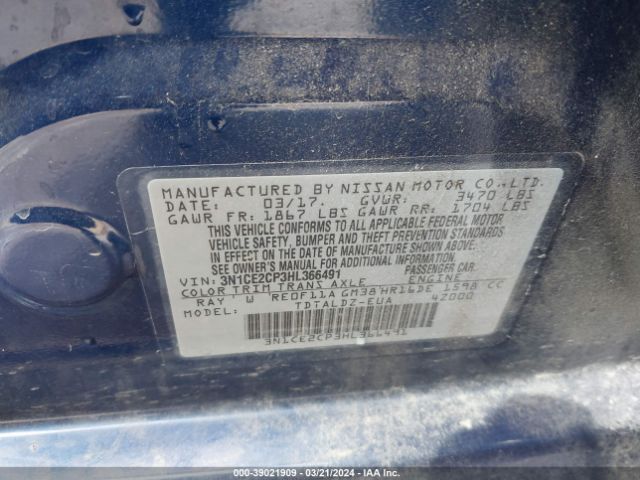 MANUFACTURED BY NISSAN MOTOR CO., LTD.
DATE: 03/17. GVWR: 3470 LBS
GAWR FR: 1867 LBS GAWR RR: 1704 LBS
THIS VEHICLE CONFORMS TO ALL APPLICABLE FEDERAL MOTOR
VEHICLE SAFETY, BUMPER AND THEFT PREVENTION STANDARDS
IN EFFECT ON THE DATE OF MANUFACTURE SHOWN ABOVE.
SEE OWNER'S MANUAL FOR ADDITIONAL INFORMATION
VIN: 3N1CE2CP3HL366491 PASSENGER CAR.
COLOR TRIM TRANS AXLE ENGINE
RAY W RE0F11A GM38 HR16DE 1598 CC
MODEL: TDTALDZ-EUA 42000
3N1CE2CP3HL366491
000-39021909 - 03/21/2024 - IAA Inc.